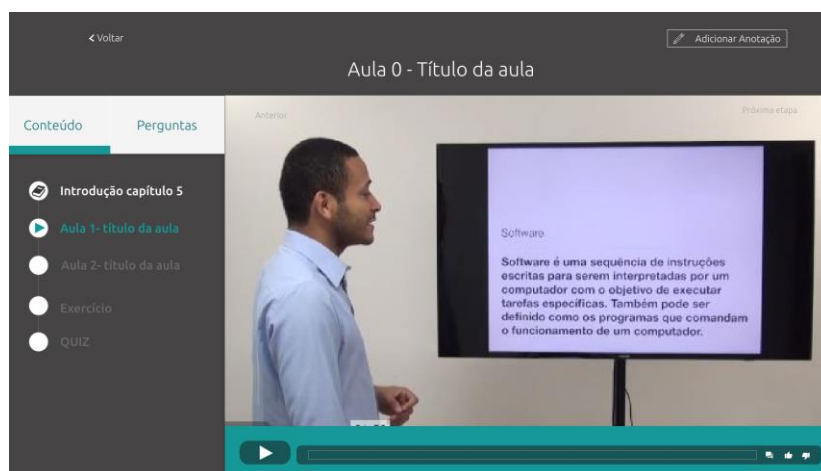 Voltar
Adicionar Anotação
Aula 0 - Título da aula
Conteúdo
Perguntas
Anterior
Próxima etapa
Introdução capítulo 5
Aula 1- título da aula
Aula 2- título da aula
Exercício
QUIZ
Software
Software é uma sequência de instruções
escritas para serem interpretadas por um
computador com o objetivo de executar
tarefas específicas. Também pode ser
definido como os programas que comandam
o funcionamento de um computador.